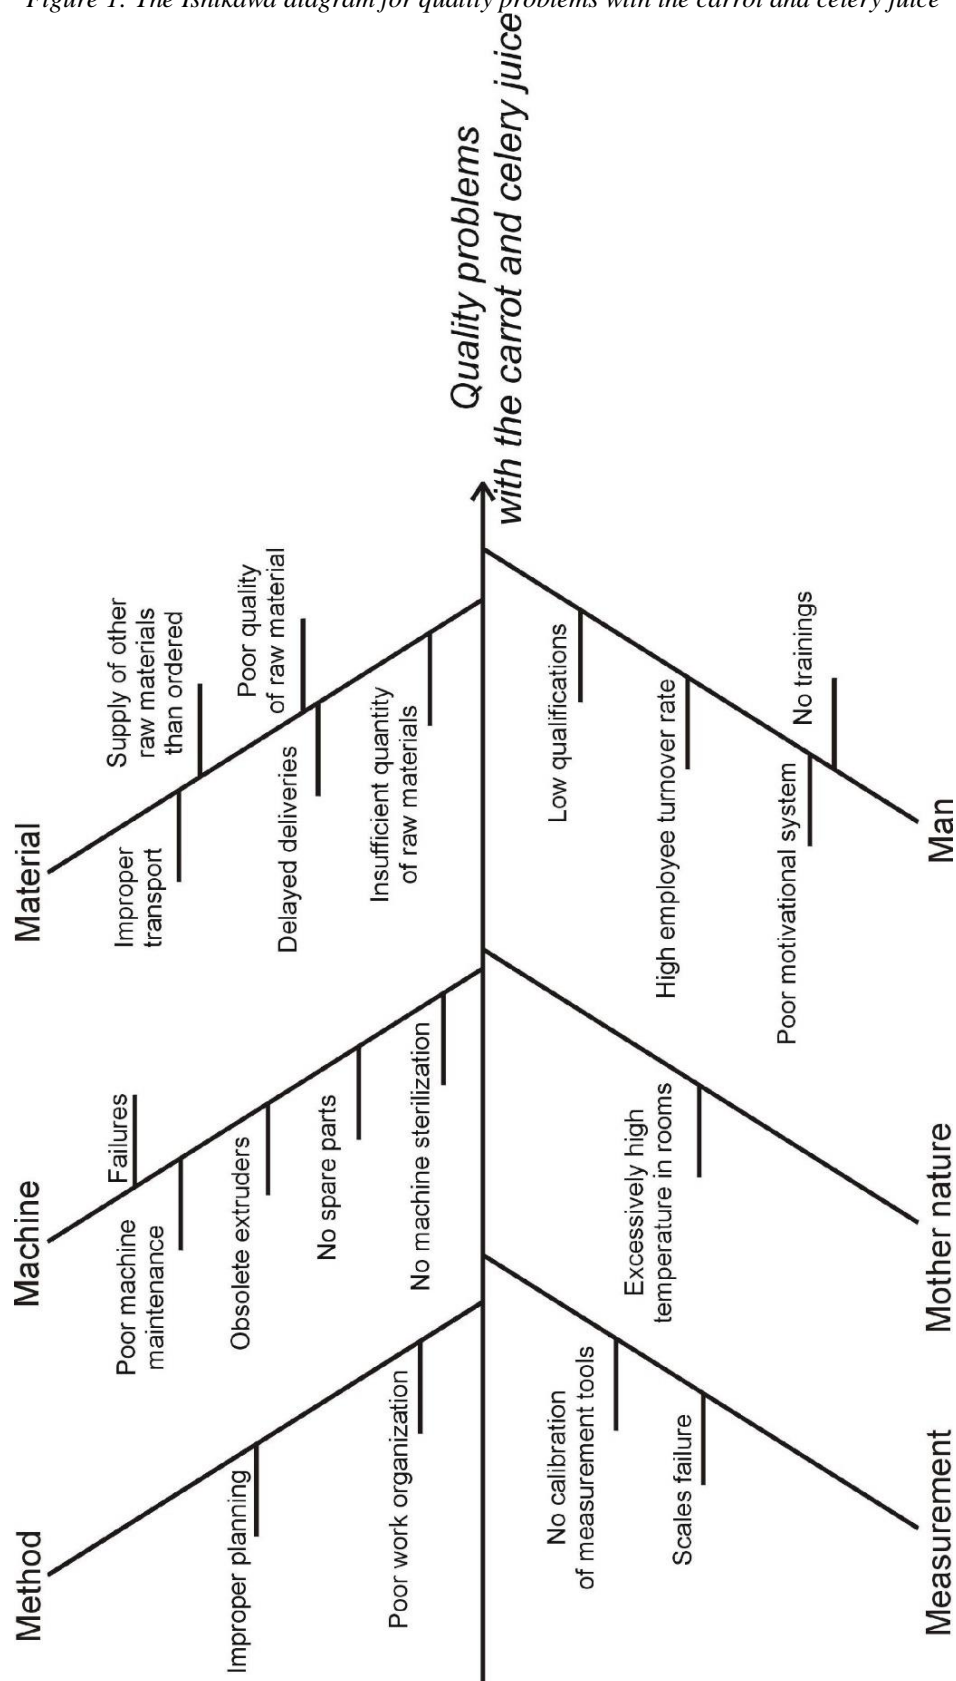 Figure 1. The Ishikawa diagram for quality problems with the carrot and celery juice
Quality problems
with the carrot and celery juice
Method
Improper planning
Poor work organization
Machine
Failures
Poor machine
maintenance
Obsolete extruders
No spare parts
No machine sterilization
Material
Supply of other
raw materials
than ordered
Improper
transport
Poor quality
of raw material
Delayed deliveries
Insufficient quantity
of raw materials
Measurement
No calibration
of measurement tools
Scales failure
Mother nature
Excessively high
temperature in rooms
Man
Low qualifications
High employee turnover rate
Poor motivational system
No trainings